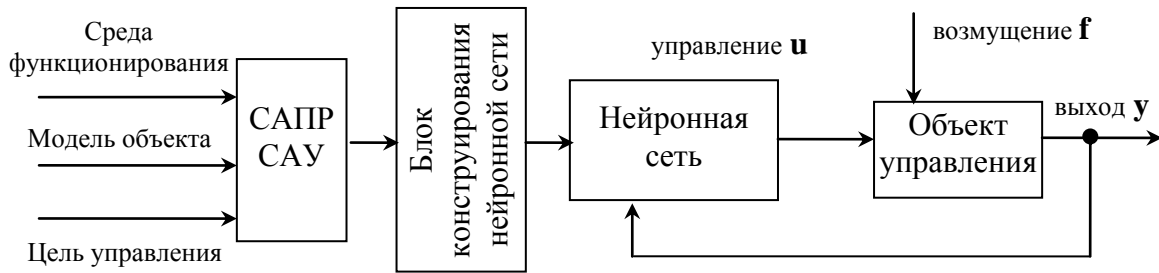 Среда
функционирования
Модель объекта
Цель управления
САПР
САУ
Блок
конструирования
нейронной сети
управление u
Нейронная
сеть
возмущение f
Объект
управления
выход y